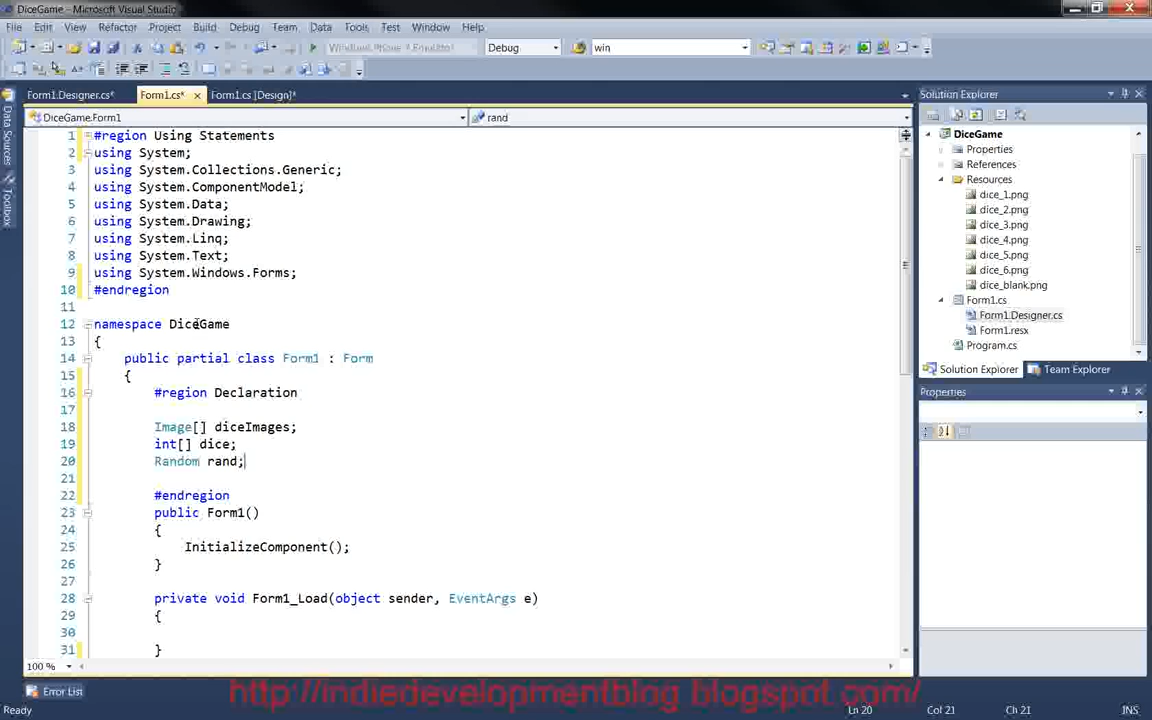 DiceGame - Microsoft Visual Studio
File Edit View Refactor Project Build Debug Team Data Tools Test Window Help
Debug win
Form1.Designer.cs* Form1.cs* × Form1.cs [Design]*
DiceGame.Form1 rand
1 #region Using Statements
2 using System;
3 using System.Collections.Generic;
4 using System.ComponentModel;
5 using System.Data;
6 using System.Drawing;
7 using System.Linq;
8 using System.Text;
9 using System.Windows.Forms;
10 #endregion
11
12 namespace DiceGame
13 {
14 public partial class Form1 : Form
15 {
16 #region Declaration
17
18 Image[] diceImages;
19 int[] dice;
20 Random rand;
21
22 #endregion
23 public Form1()
24 {
25 InitializeComponent();
26 }
27
28 private void Form1_Load(object sender, EventArgs e)
29 {
30
31 }
100 %
Data Sources
Toolbox
Solution Explorer
DiceGame
Properties
References
Resources
dice_1.png
dice_2.png
dice_3.png
dice_4.png
dice_5.png
dice_6.png
dice_blank.png
Form1.cs
Form1.Designer.cs
Form1.resx
Program.cs
Solution Explorer Team Explorer
Properties
Error List
http://indiedevelopmentblog.blogspot.com/
Ready Ln 20 Col 21 Ch 21 INS